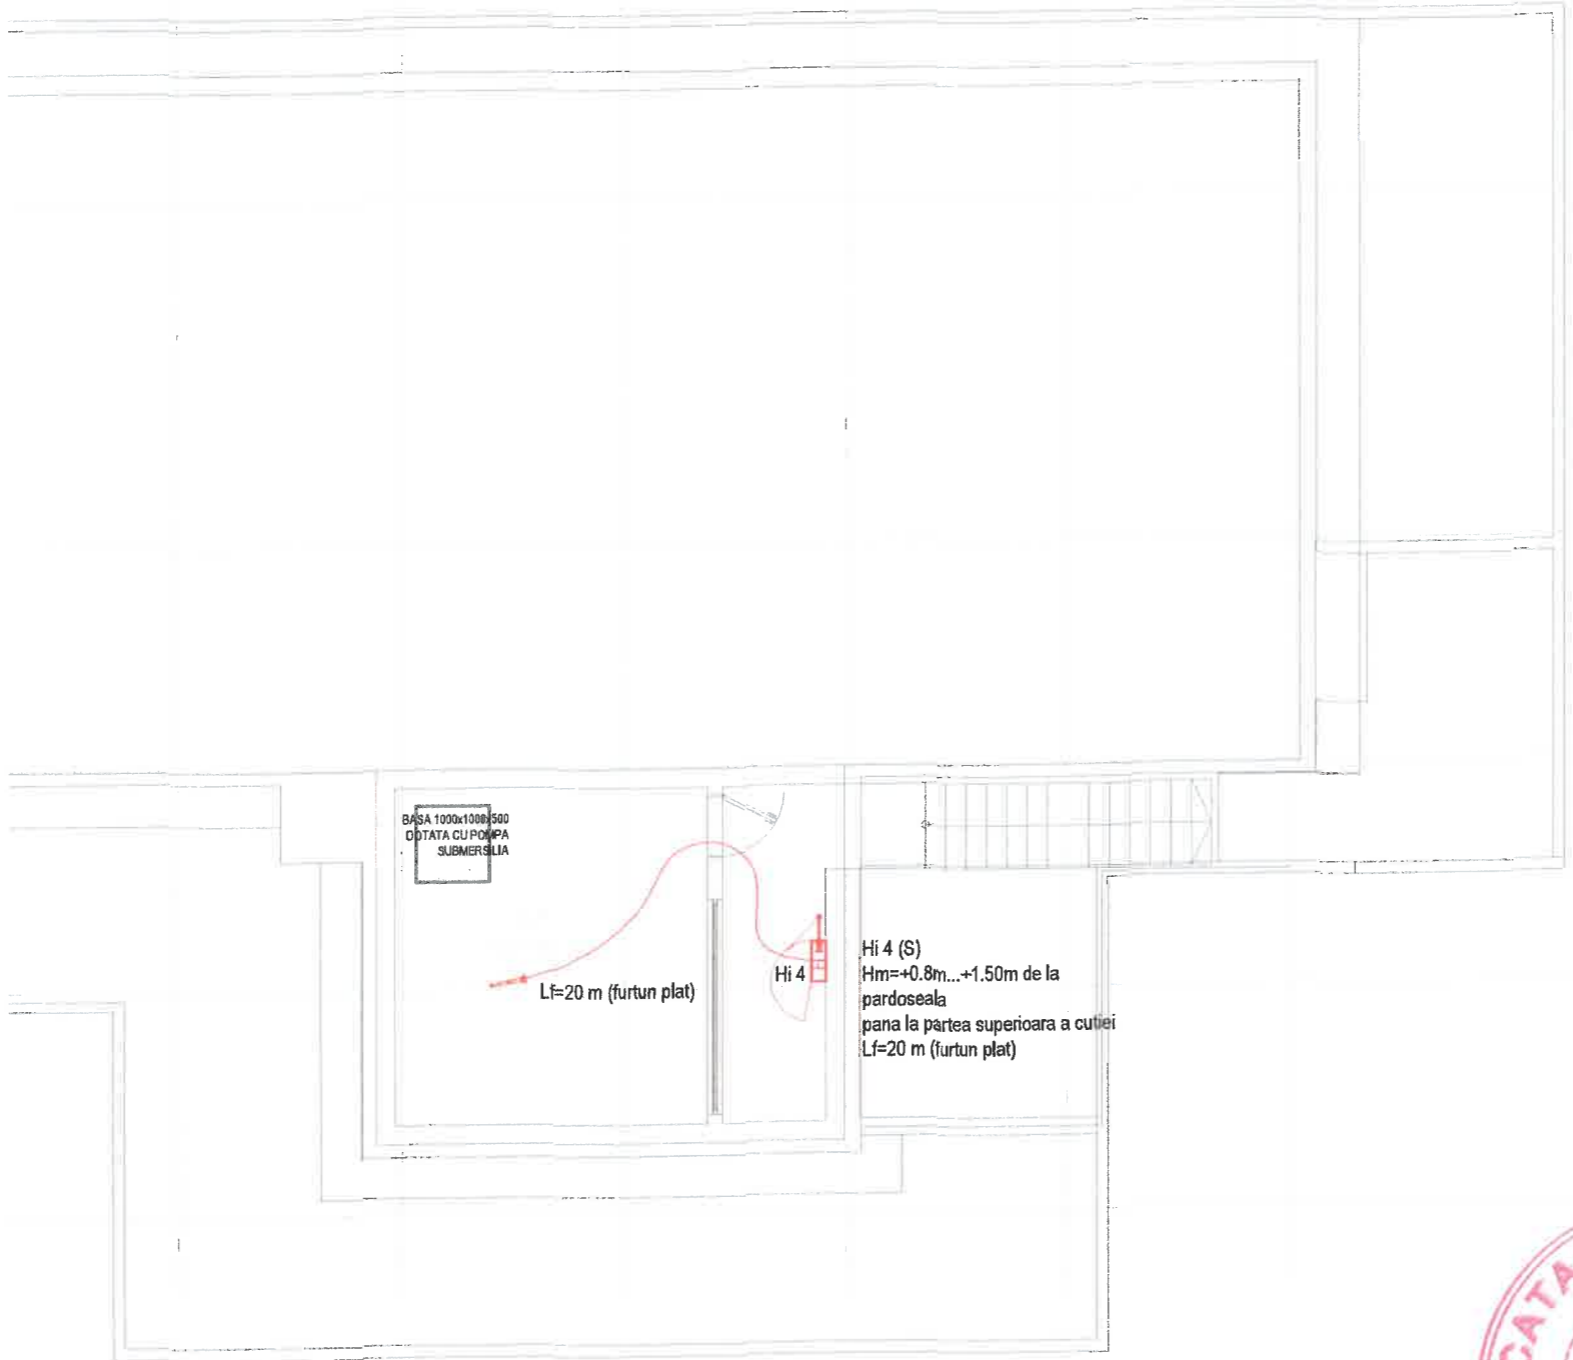 BASA 1000x1000x500
DOTATA CU POMPA
SUBMERSILIA
Lf=20 m (furtun plat)
Hi 4
Hi 4 (S)
Hm=+0.8m...+1.50m de la
pardoseala
pana la partea superioara a cutiei
Lf=20 m (furtun plat)
CATA